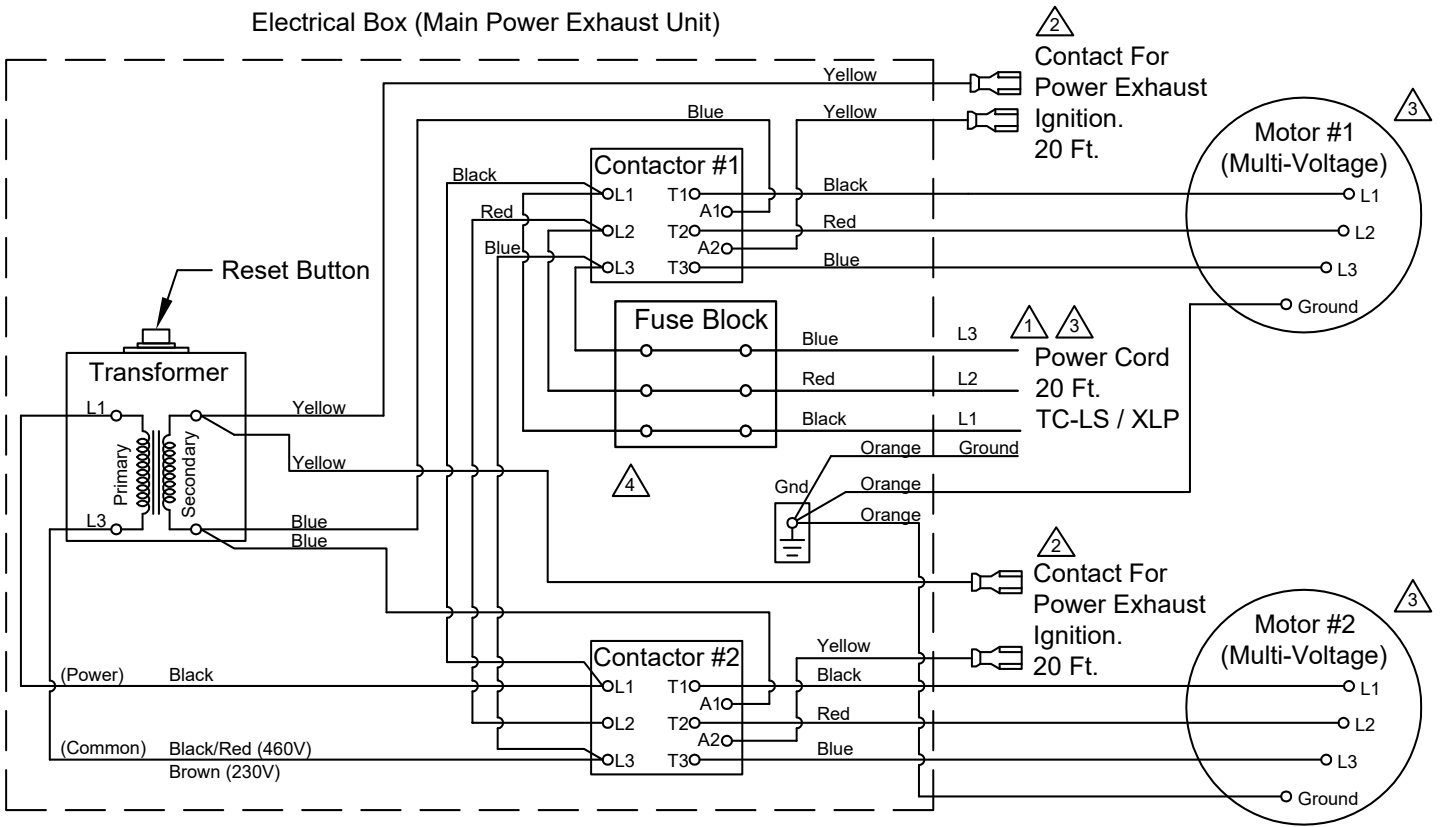 Electrical Box (Main Power Exhaust Unit)
2
Contact For
Power Exhaust
Ignition.
20 Ft.
Yellow
Blue
Yellow
3
Motor #1
(Multi-Voltage)
L1
L2
L3
Ground
Contactor #1
L1
T1
A1
L2
T2
A2
L3
T3
Black
Red
Blue
Black
Red
Blue
Reset Button
Transformer
L1
L3
Primary
Secondary
Yellow
Yellow
Blue
Blue
Fuse Block
4
Blue
L3
Red
L2
Black
L1
1
3
Power Cord
20 Ft.
TC-LS / XLP
Orange
Ground
Gnd
Orange
Orange
2
Contact For
Power Exhaust
Ignition.
20 Ft.
3
Motor #2
(Multi-Voltage)
L1
L2
L3
Ground
Contactor #2
L1
T1
A1
L2
T2
A2
L3
T3
Yellow
Black
Red
Blue
(Power)
Black
(Common)
Black/Red (460V)
Brown (230V)